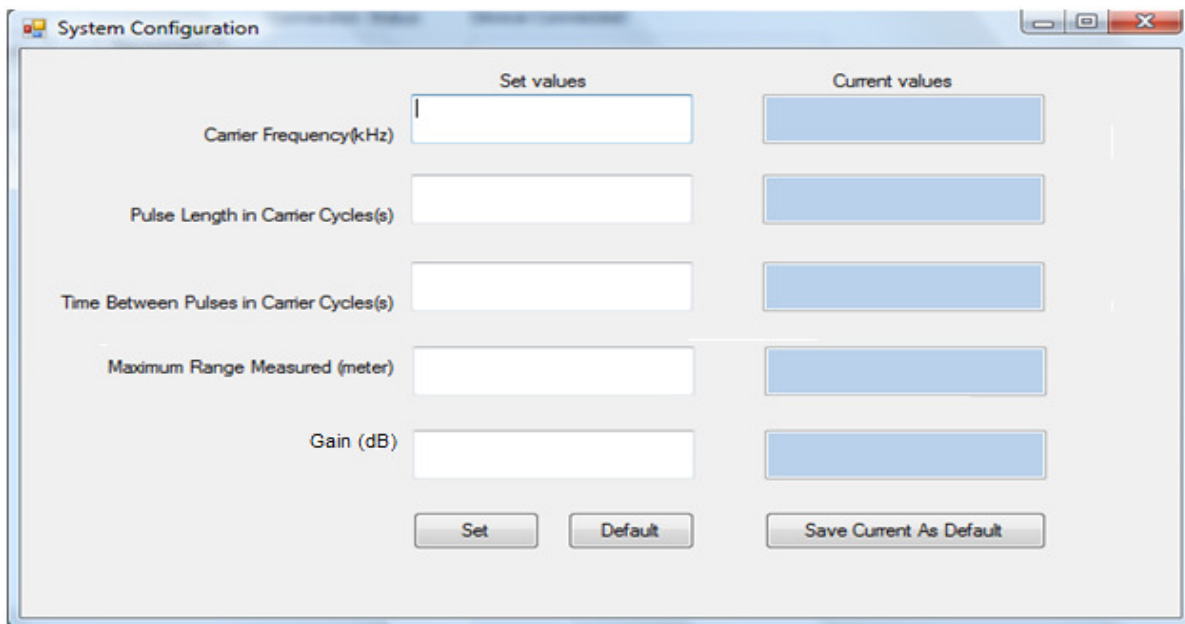 System Configuration
Set values Current values
Carrier Frequency(kHz)
Pulse Length in Carrier Cycles(s)
Time Between Pulses in Carrier Cycles(s)
Maximum Range Measured (meter)
Gain (dB)
Set Default Save Current As Default